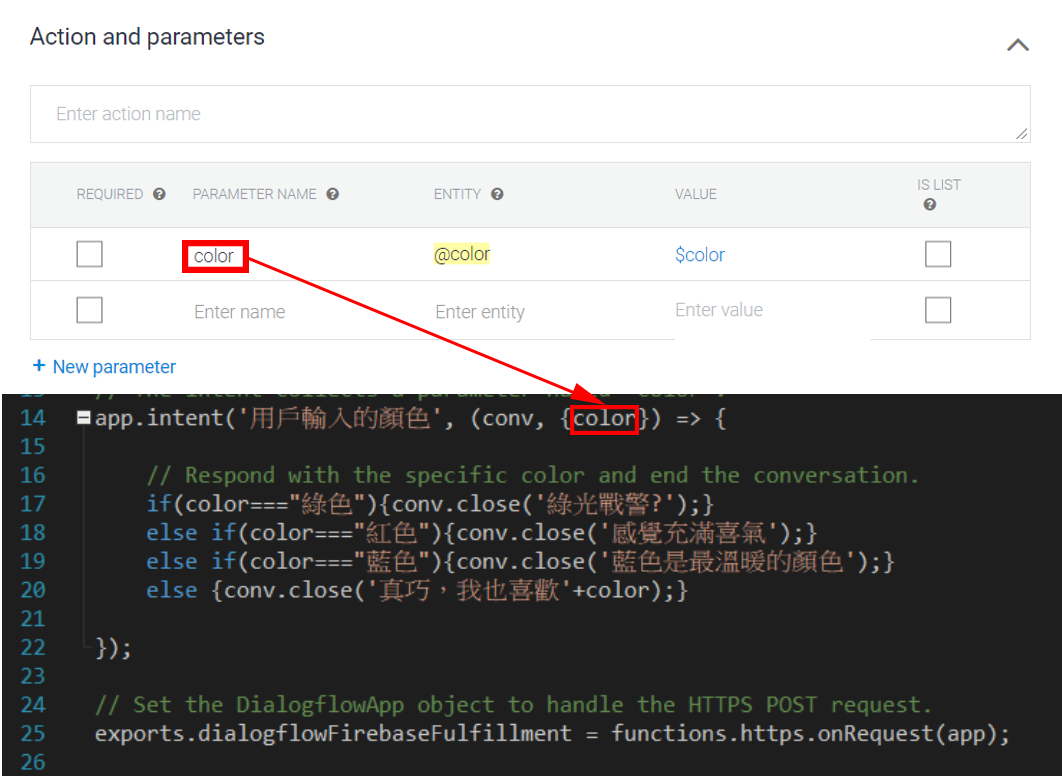 Action and parameters
Enter action name
REQUIRED PARAMETER NAME ENTITY VALUE IS LIST
color @color $color
Enter name Enter entity Enter value
+ New parameter
14 app.intent('用戶輸入的顏色', (conv, {color}) => {
15
16 // Respond with the specific color and end the conversation.
17 if(color==="綠色"){conv.close('綠光戰警?');}
18 else if(color==="紅色"){conv.close('感覺充滿喜氣');}
19 else if(color==="藍色"){conv.close('藍色是最溫暖的顏色');}
20 else {conv.close('真巧，我也喜歡'+color);}
21
22 });
23
24 // Set the DialogflowApp object to handle the HTTPS POST request.
25 exports.dialogflowFirebaseFulfillment = functions.https.onRequest(app);
26